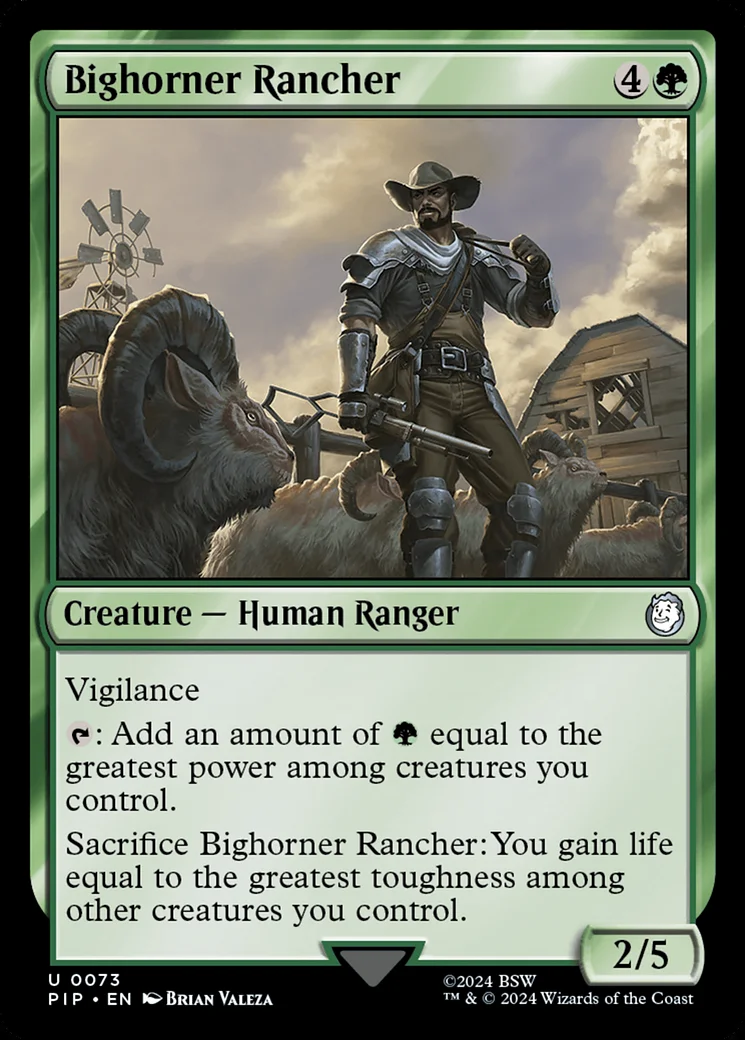 Bighorner Rancher 4
Creature — Human Ranger
Vigilance
: Add an amount of equal to the
greatest power among creatures you
control.
Sacrifice Bighorner Rancher: You gain life
equal to the greatest toughness among
other creatures you control.
2/5
U 0073
PIP • EN BRIAN VALEZA
©2024 BSW
™ & © 2024 Wizards of the Coast